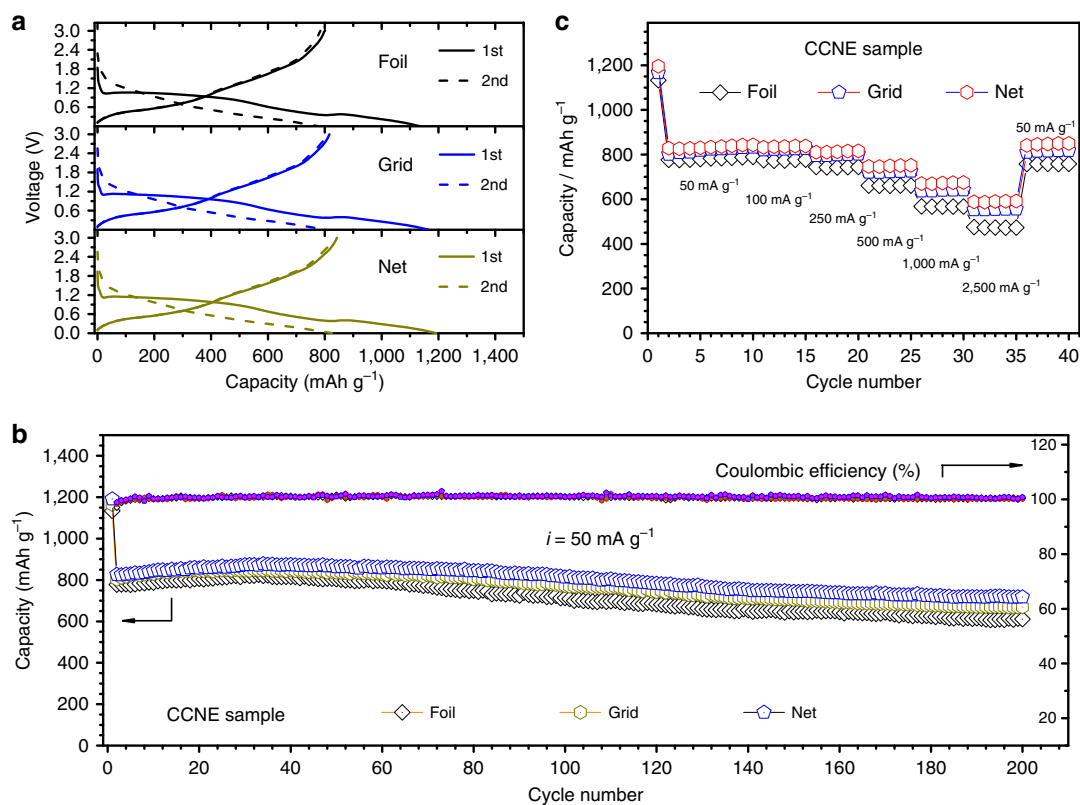 a
3.0
2.4
1.8
1.2
0.6
Foil
1st
2nd
3.0
2.4
1.8
1.2
0.6
Grid
1st
2nd
3.0
2.4
1.8
1.2
0.6
0.0
Net
1st
2nd
Voltage (V)
0 200 400 600 800 1,000 1,200 1,400
Capacity (mAh g⁻¹)
c
CCNE sample
Foil Grid Net
1,200
1,000
800
600
400
200
0
Capacity / mAh g⁻¹
50 mA g⁻¹
50 mA g⁻¹
100 mA g⁻¹
250 mA g⁻¹
500 mA g⁻¹
1,000 mA g⁻¹
2,500 mA g⁻¹
0 5 10 15 20 25 30 35 40
Cycle number
b
1,400
1,200
1,000
800
600
400
200
0
Capacity (mAh g⁻¹)
Coulombic efficiency (%)
i = 50 mA g⁻¹
120
100
80
60
40
20
CCNE sample Foil Grid Net
0 20 40 60 80 100 120 140 160 180 200
Cycle number